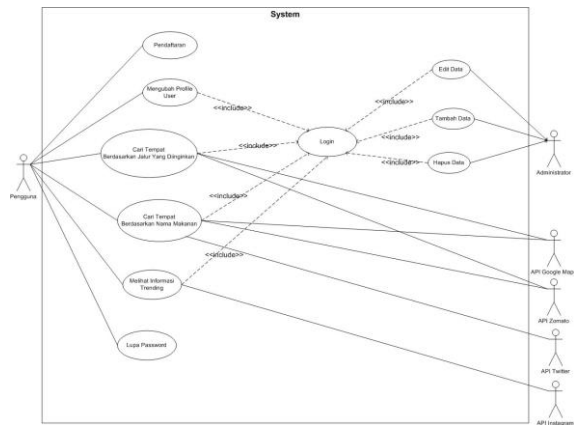 System
Pendaftaran
Edit Data
Mengubah Profile
User
<<include>>
<<include>>
<<include>>
Tambah Data
Login
Cari Tempat
Berdasarkan Jalur Yang Diinginkan
<<include>>
<<include>>
<<include>>
Hapus Data
Pengguna
Administrator
<<include>>
Cari Tempat
Berdasarkan Nama Makanan
<<include>>
API Google Map
Melihat Informasi
Trending
API Zomato
Lupa Password
API Twitter
API Instagram